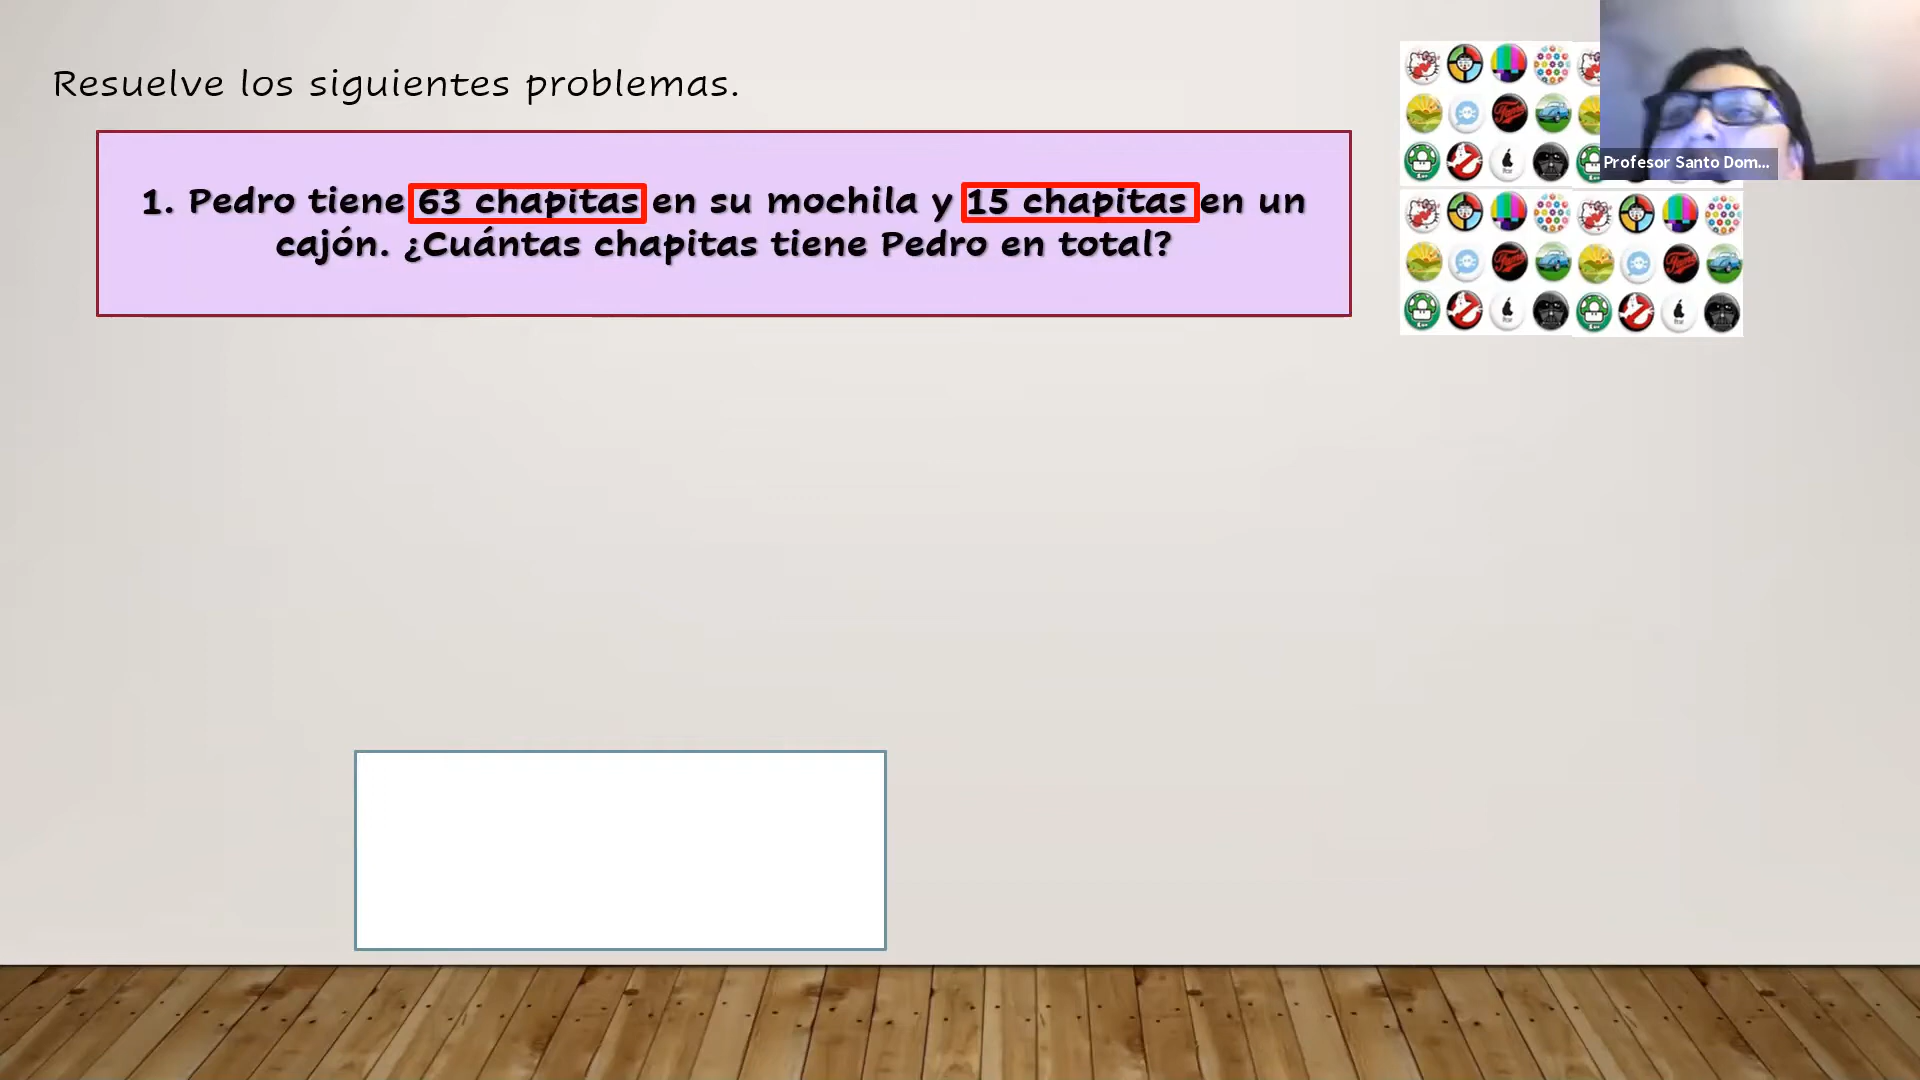 Resuelve los siguientes problemas.
1. Pedro tiene 63 chapitas en su mochila y 15 chapitas en un
cajón. ¿Cuántas chapitas tiene Pedro en total?
Profesor Santo Dom...